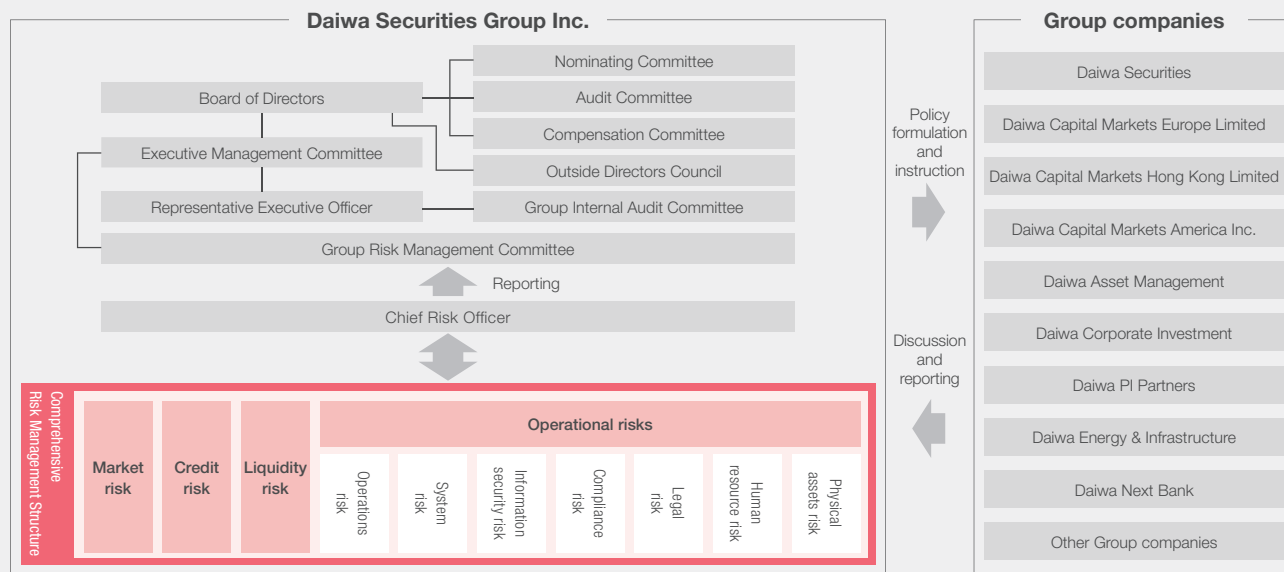 Daiwa Securities Group Inc.
Nominating Committee
Board of Directors
Audit Committee
Compensation Committee
Executive Management Committee
Outside Directors Council
Representative Executive Officer
Group Internal Audit Committee
Group Risk Management Committee
Reporting
Chief Risk Officer
Comprehensive
Risk Management Structure
Market
risk
Credit
risk
Liquidity
risk
Operational risks
Operations
risk
System
risk
Information
security risk
Compliance
risk
Legal
risk
Human
resource risk
Physical
assets risk
Policy
formulation
and
instruction
Discussion
and
reporting
Group companies
Daiwa Securities
Daiwa Capital Markets Europe Limited
Daiwa Capital Markets Hong Kong Limited
Daiwa Capital Markets America Inc.
Daiwa Asset Management
Daiwa Corporate Investment
Daiwa PI Partners
Daiwa Energy & Infrastructure
Daiwa Next Bank
Other Group companies